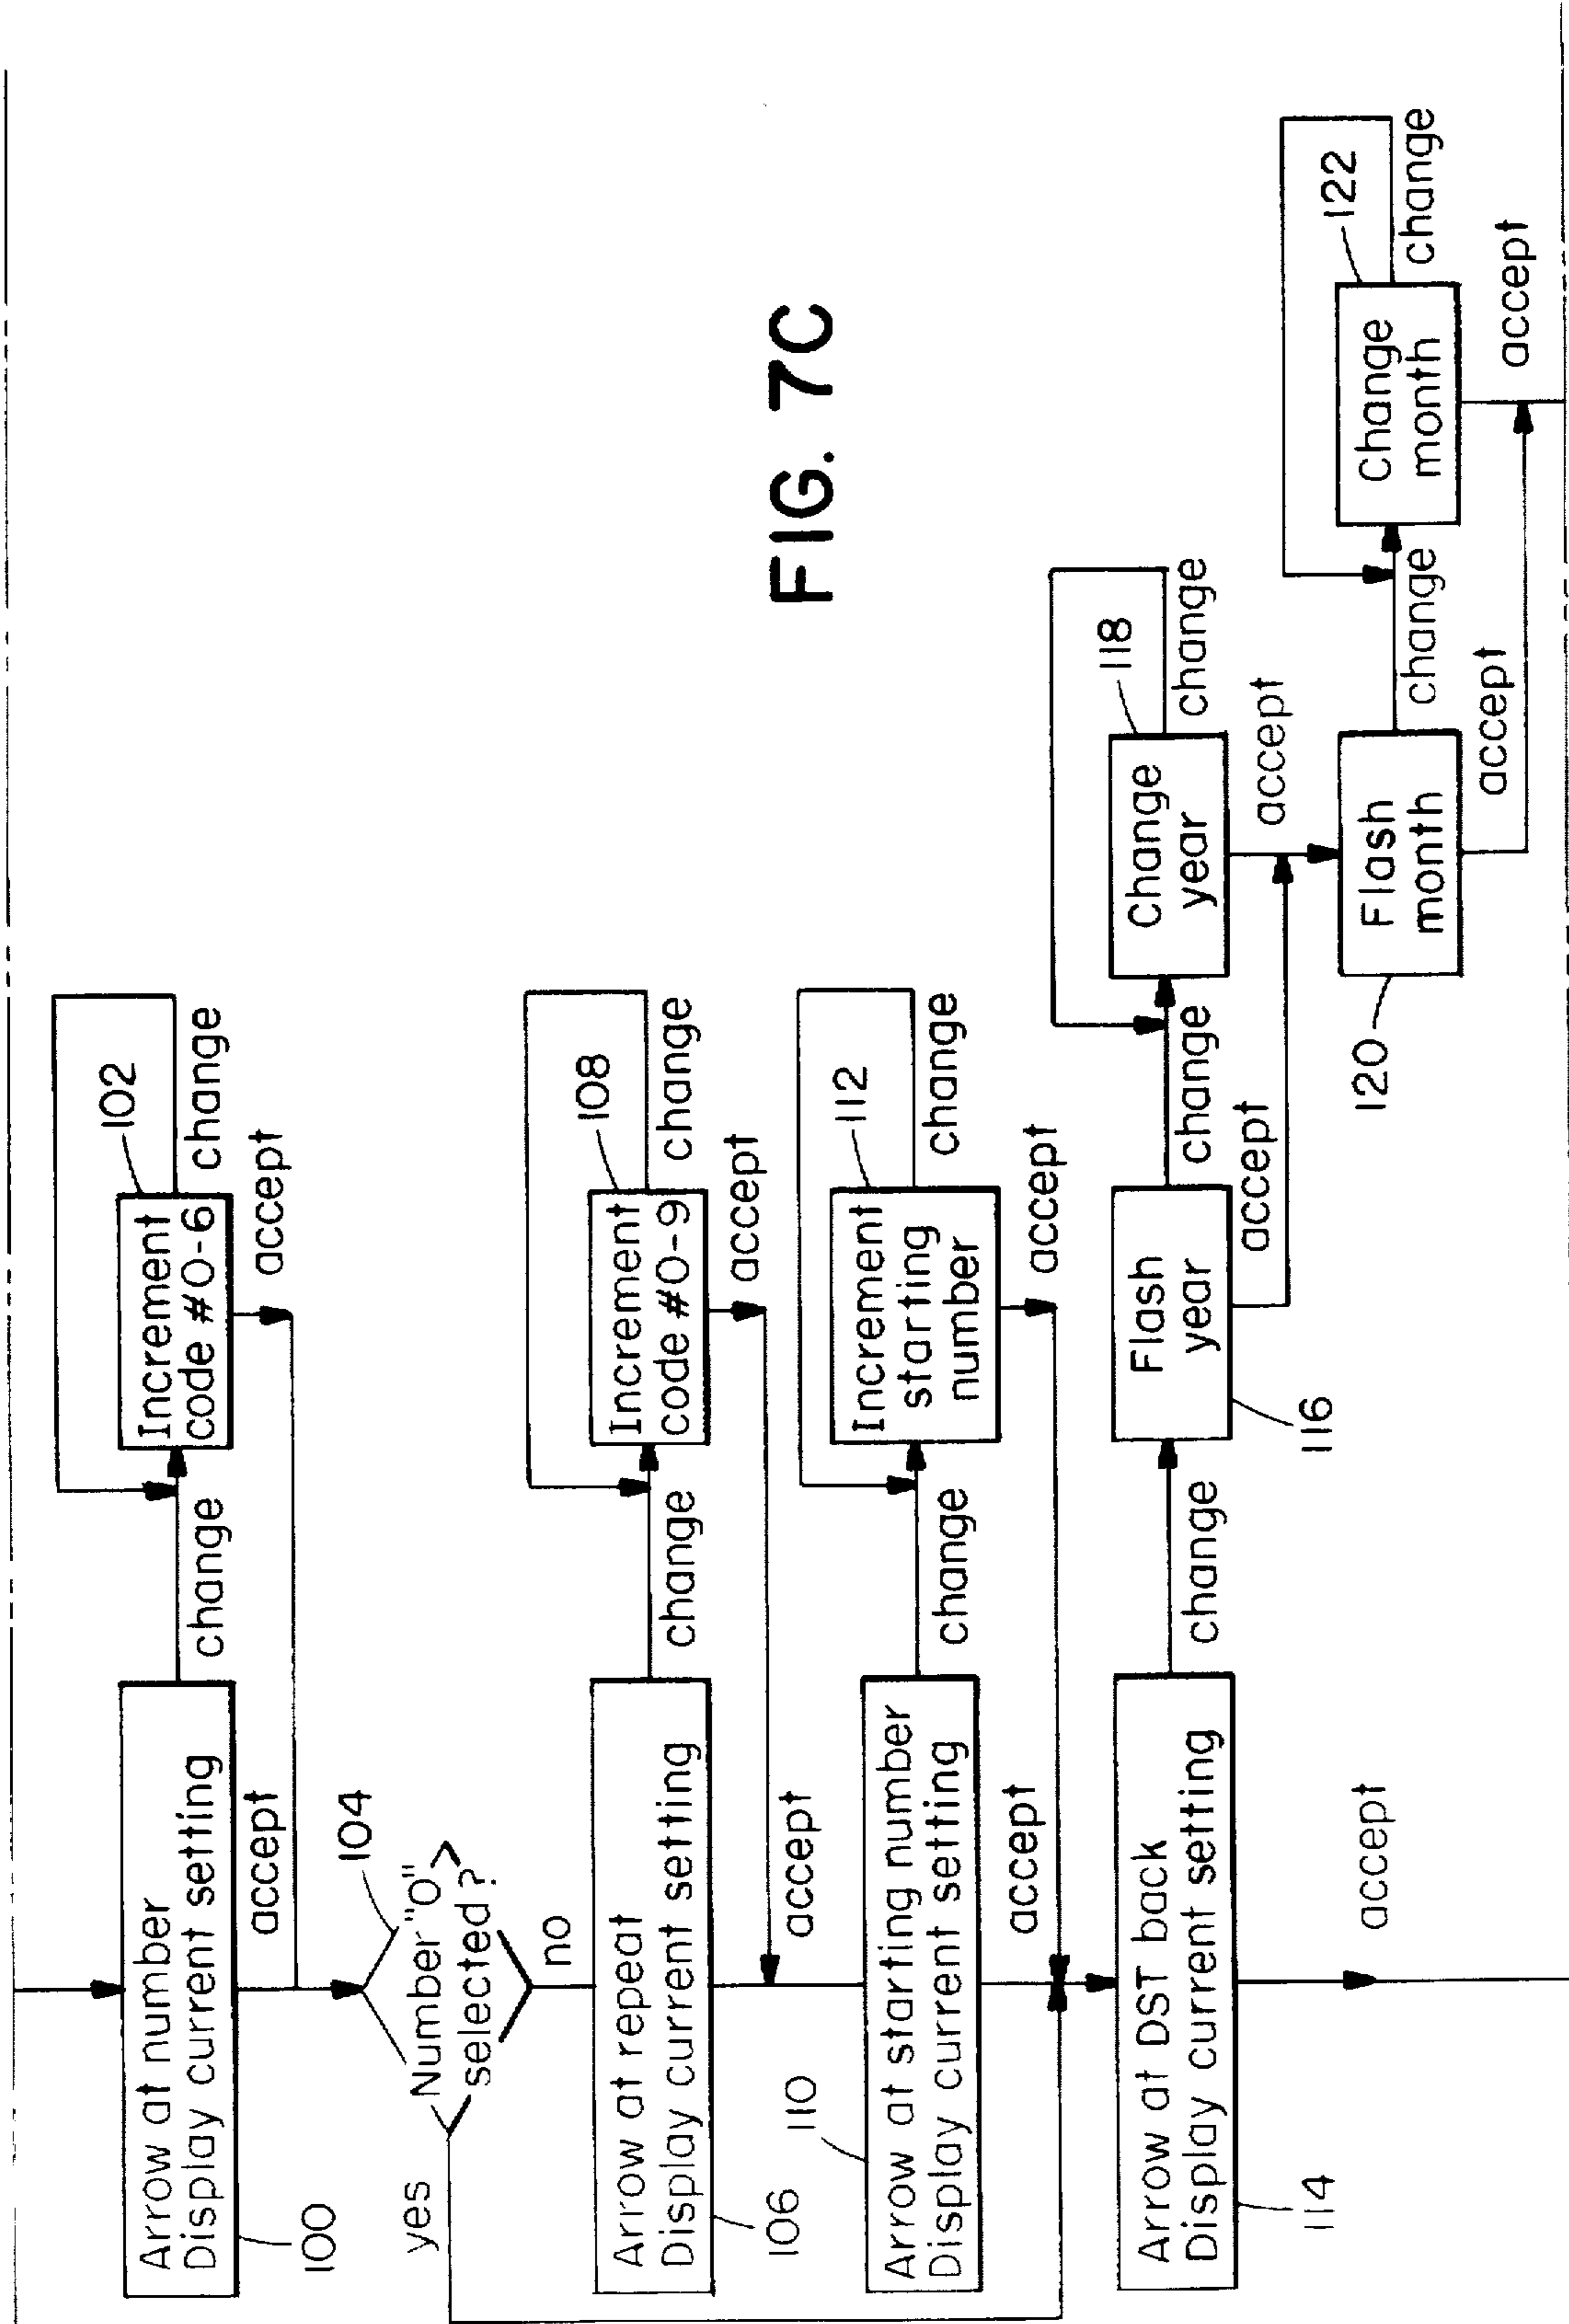 Arrow at number
Display current setting
100
change
Increment
code #0-6
102
change
accept
accept
104
Number "0"
selected?
yes
no
Arrow at repeat
Display current setting
106
change
Increment
code #0-9
108
change
accept
accept
110
Arrow at starting number
Display current setting
change
Increment
starting
number
112
change
accept
accept
Arrow at DST back
Display current setting
114
change
Flash
year
116
change
accept
Change
year
118
change
accept
Flash
month
120
change
accept
Change
month
122
change
accept
accept
FIG. 7C